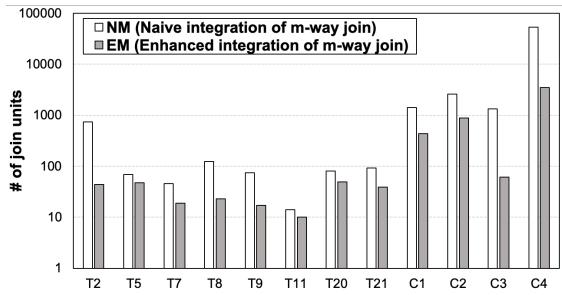 100000
10000
1000
100
10
1
# of join units
NM (Naive integration of m-way join)
EM (Enhanced integration of m-way join)
T2 T5 T7 T8 T9 T11 T20 T21 C1 C2 C3 C4